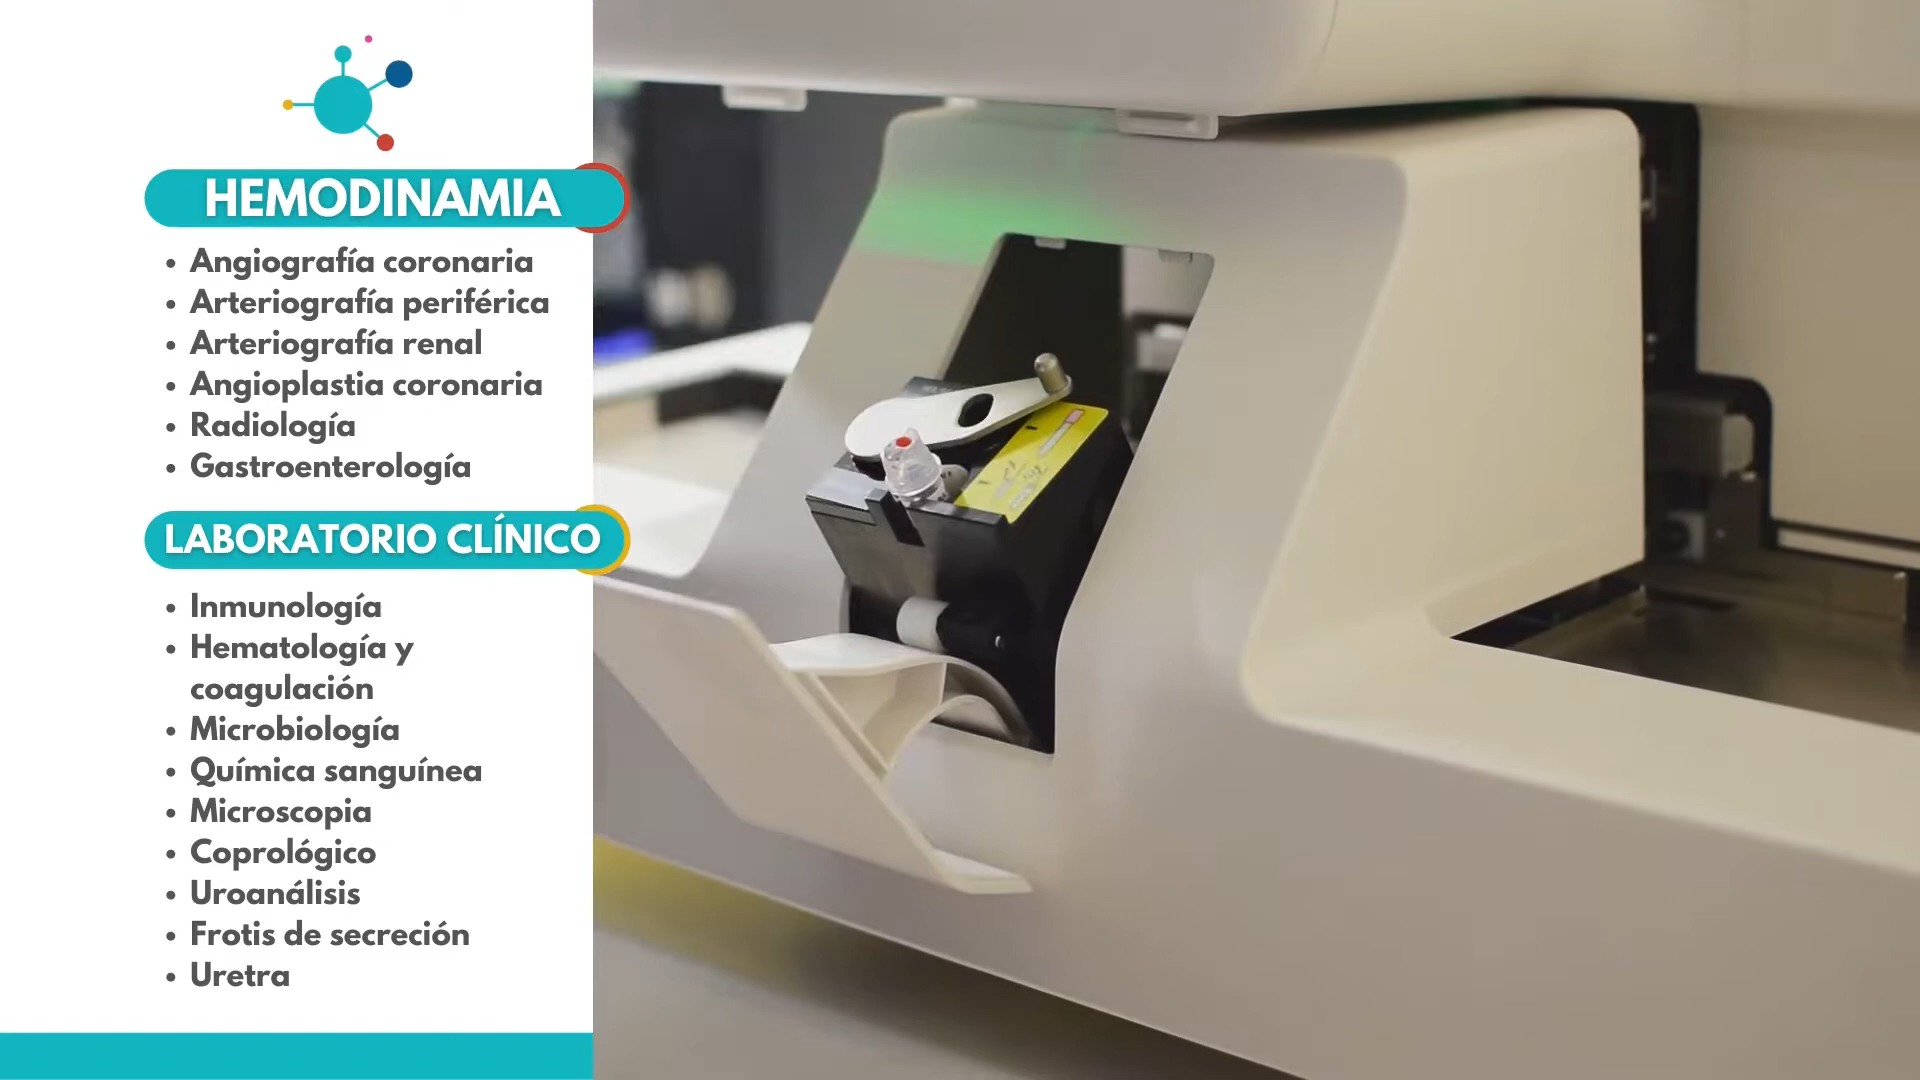 HEMODINAMIA
• Angiografía coronaria
• Arteriografía periférica
• Arteriografía renal
• Angioplastia coronaria
• Radiología
• Gastroenterología
LABORATORIO CLÍNICO
• Inmunología
• Hematología y
coagulación
• Microbiología
• Química sanguínea
• Microscopia
• Coprológico
• Uroanálisis
• Frotis de secreción
• Uretra